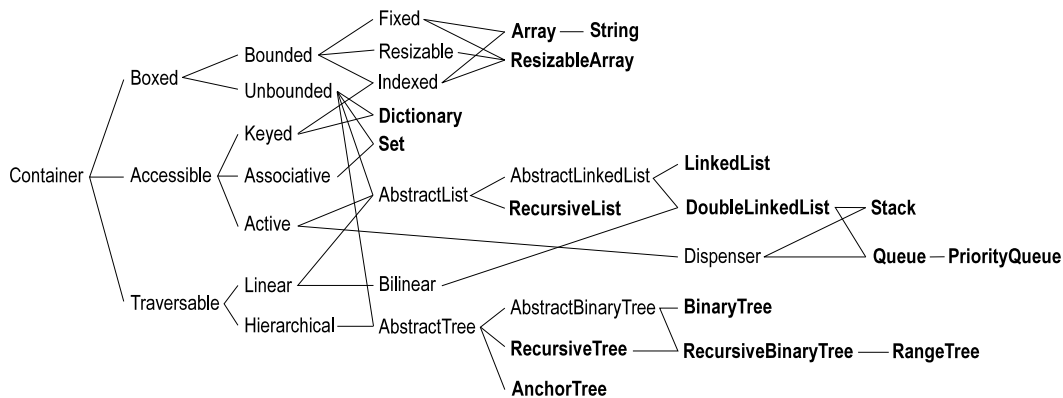 Fixed
Array
String
Bounded
Resizable
ResizableArray
Boxed
Indexed
Unbounded
Dictionary
Keyed
Set
Container
Accessible
Associative
AbstractLinkedList
LinkedList
AbstractList
RecursiveList
DoubleLinkedList
Stack
Active
Dispenser
Queue
PriorityQueue
Linear
Bilinear
Traversable
AbstractBinaryTree
BinaryTree
Hierarchical
AbstractTree
RecursiveTree
RecursiveBinaryTree
RangeTree
AnchorTree